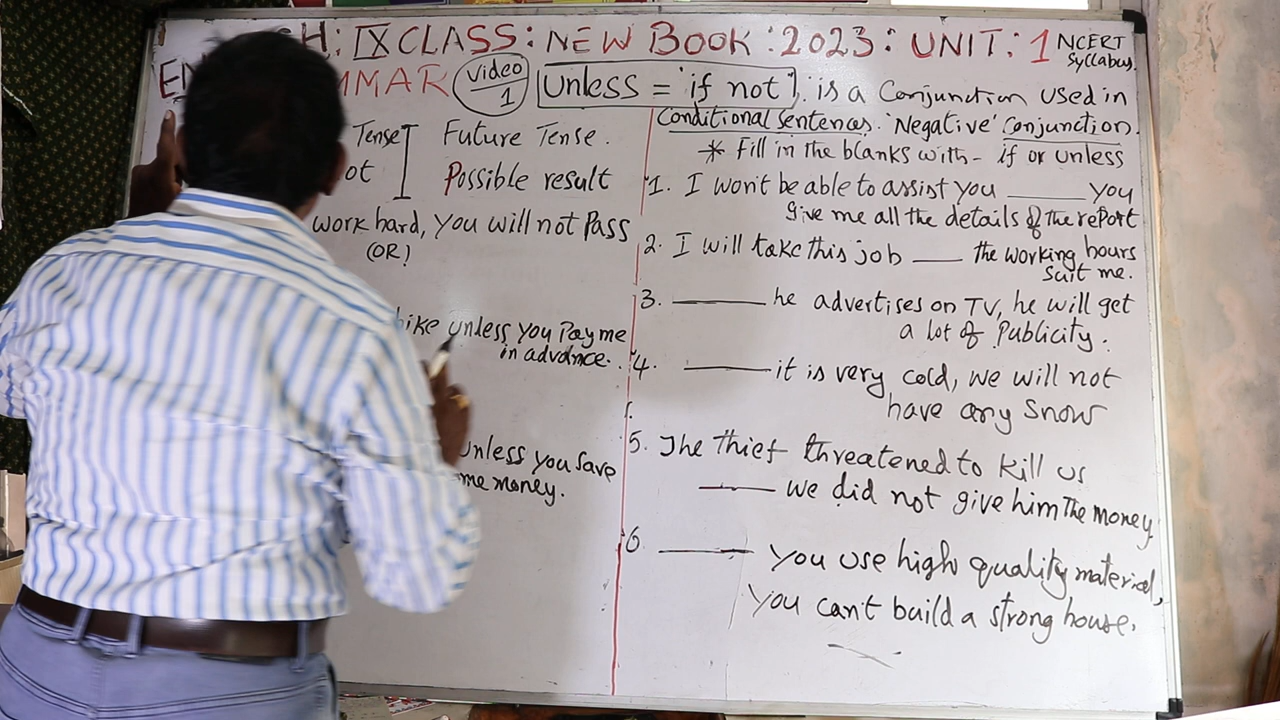 SH: IX CLASS: NEW BOOK: 2023: UNIT: 1 NCERT
Syllabus.
EN MMAR video
1
Unless = 'if not'. is a Conjunction used in
Conditional sentences. 'Negative' Conjunction.
* Fill in the blanks with - if or unless
Tense Future Tense.
ot Possible result
work hard, you will not Pass
(OR)
bike unless you Pay me
in advance.
unless you save
me money.
1. I won't be able to assist you ____ you
give me all the details of the report
2. I will take this job ____ the working hours
suit me.
3. ____ he advertises on TV, he will get
a lot of Publicity.
4. ____ it is very cold, we will not
have any snow
5. The thief threatened to kill us
____ we did not give him the money
6 ____ you use high quality material,
you can't build a strong house.